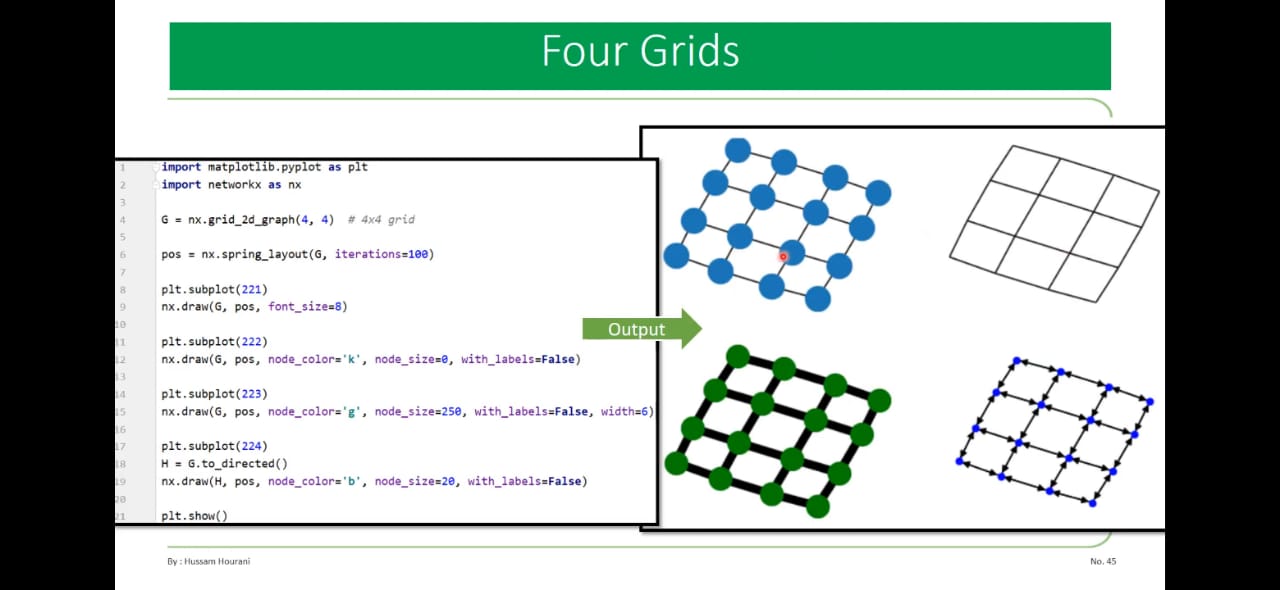 Four Grids
1 import matplotlib.pyplot as plt
2 import networkx as nx
3
4 G = nx.grid_2d_graph(4, 4)  # 4x4 grid
5
6 pos = nx.spring_layout(G, iterations=100)
7
8 plt.subplot(221)
9 nx.draw(G, pos, font_size=8)
10
11 plt.subplot(222)
12 nx.draw(G, pos, node_color='k', node_size=0, with_labels=False)
13
14 plt.subplot(223)
15 nx.draw(G, pos, node_color='g', node_size=250, with_labels=False, width=6)
16
17 plt.subplot(224)
18 H = G.to_directed()
19 nx.draw(H, pos, node_color='b', node_size=20, with_labels=False)
20
21 plt.show()
Output
By : Hussam Hourani
No. 45